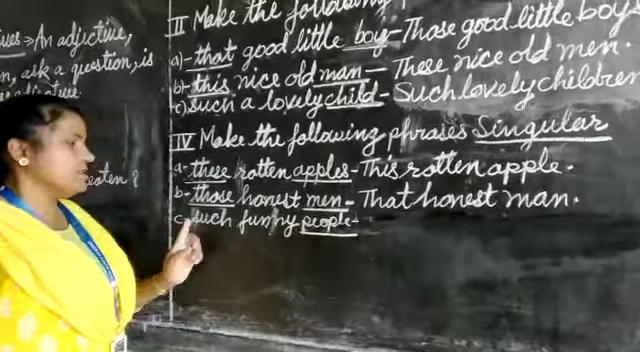 ives → An adjective,
n, ask a question, is
e adjective
eaten?
III Make the following
a) - that good little boy - Those good little boys
b - this nice old man - These nice old men.
c) such a lovely child - Such lovely children
IV Make the following phrases Singular
a - these rotten apples - This rotten apple.
b - those honest men - That honest man.
c - such funny people -